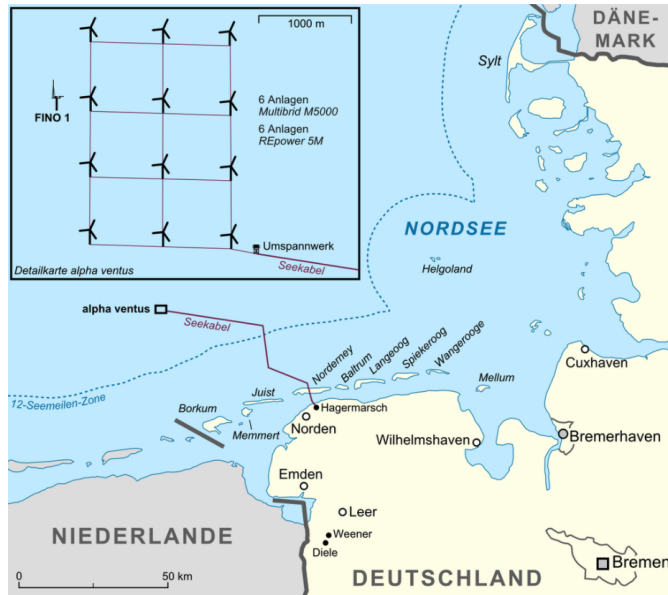 1000 m
6 Anlagen
Multibrid M5000
6 Anlagen
REpower 5M
FINO 1
Umspannwerk
Seekabel
Detailkarte alpha ventus
DÄNE-
MARK
Sylt
NORDSEE
Helgoland
alpha ventus
Seekabel
12-Seemeilen-Zone
Borkum
Juist
Memmert
Norderney
Baltrum
Langeoog
Spiekeroog
Wangerooge
Mellum
Cuxhaven
Hagermarsch
Norden
Wilhelmshaven
Bremerhaven
Emden
Leer
Weener
Diele
NIEDERLANDE
DEUTSCHLAND
Bremen
0
50 km